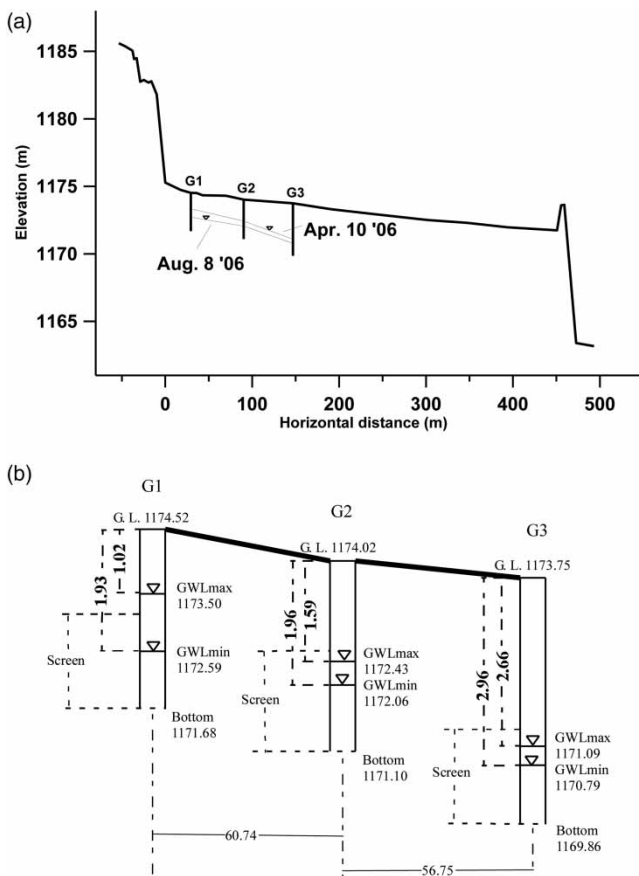 (a)
1185
1180
1175
1170
1165
Elevation (m)
G1
G2
G3
Apr. 10 '06
Aug. 8 '06
0
100
200
300
400
500
Horizontal distance (m)
(b)
G1
G. L. 1174.52
1.02
1.93
GWLmax
1173.50
GWLmin
1172.59
Screen
Bottom
1171.68
G2
G. L. 1174.02
1.59
1.96
GWLmax
1172.43
GWLmin
1172.06
Screen
Bottom
1171.10
G3
G. L. 1173.75
2.66
2.96
GWLmax
1171.09
GWLmin
1170.79
Screen
Bottom
1169.86
60.74
56.75